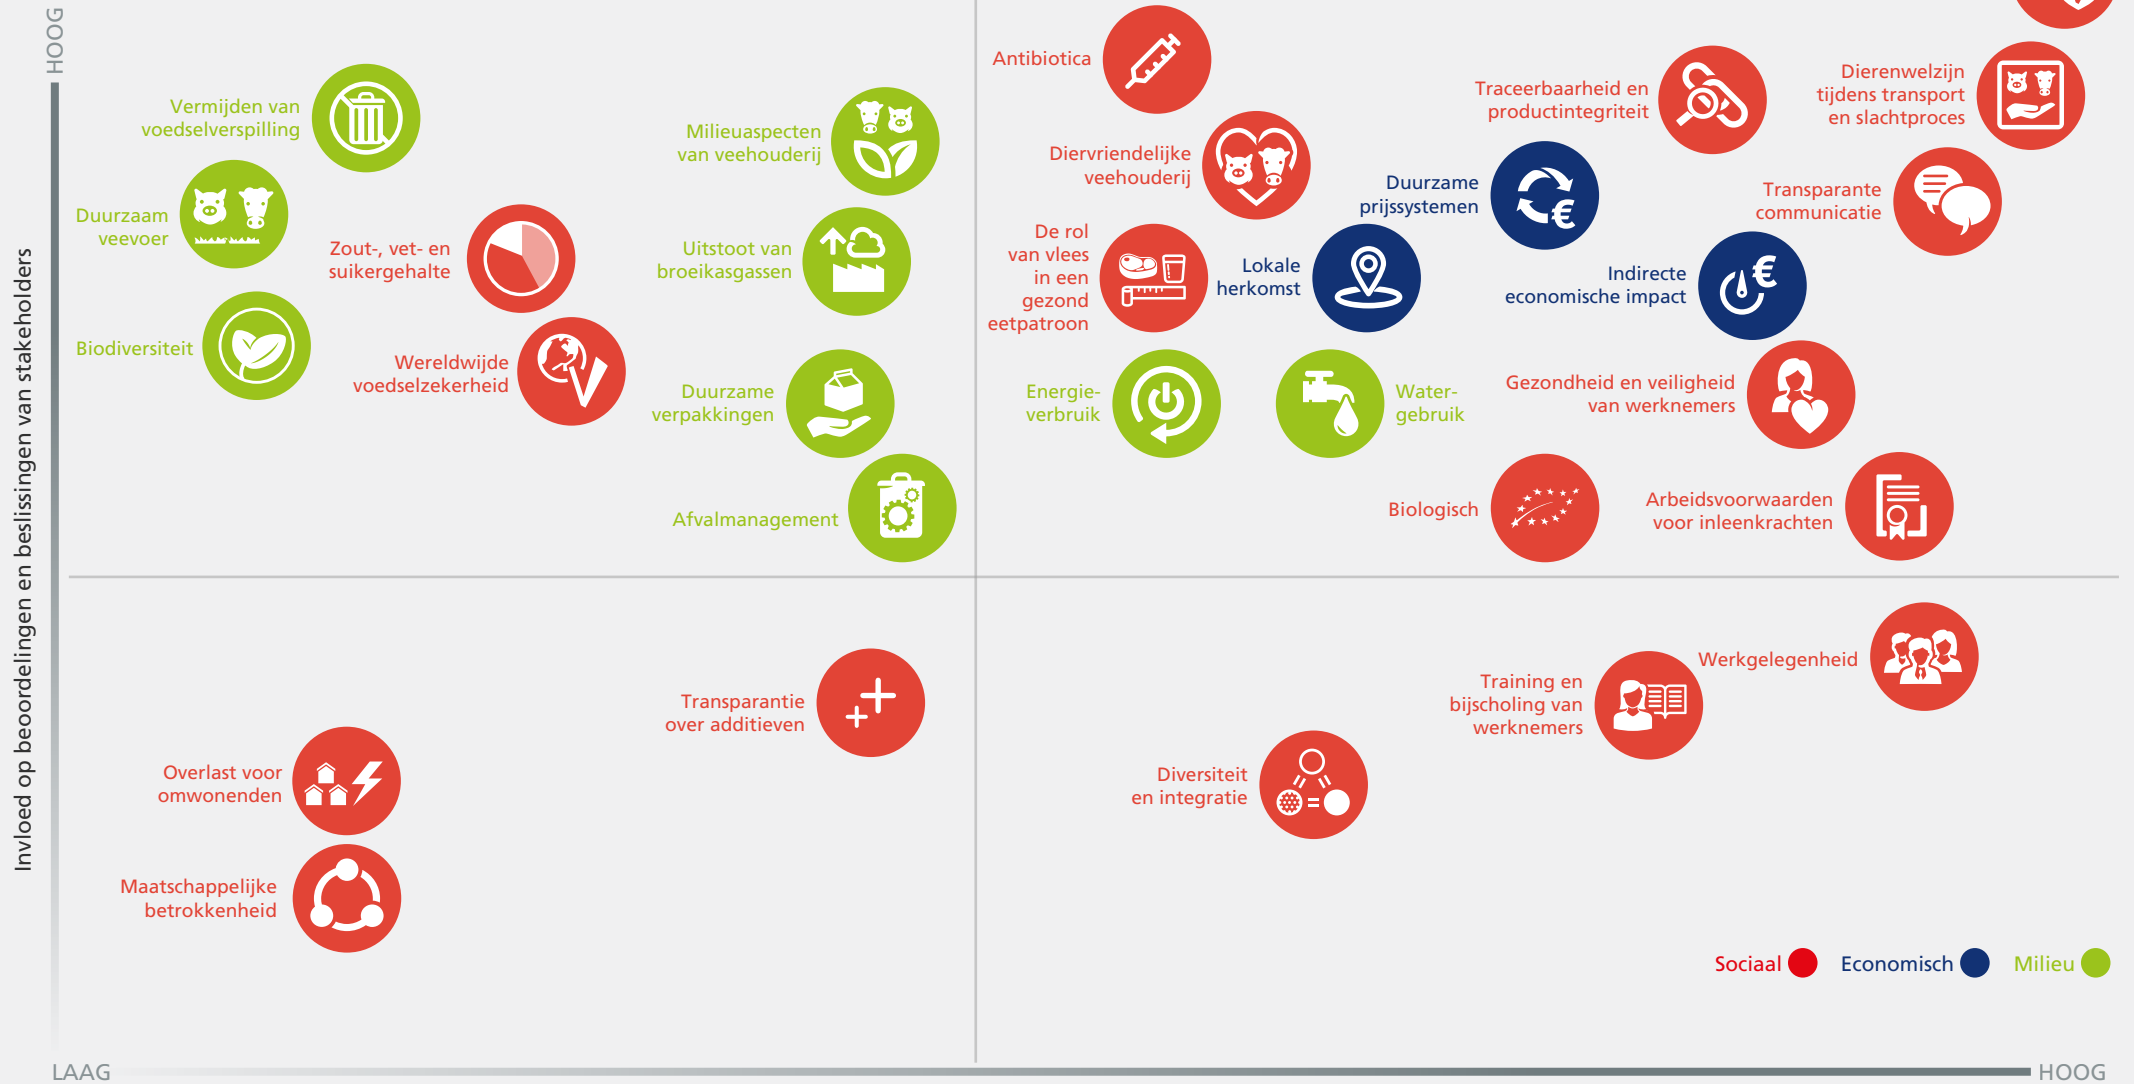 HOOG
Invloed op beoordelingen en beslissingen van stakeholders
Vermijden van
voedselverspilling
Duurzaam
veevoer
Biodiversiteit
Zout-, vet- en
suikergehalte
Wereldwijde
voedselzekerheid
Milieuaspecten
van veehouderij
Uitstoot van
broeikasgassen
Duurzame
verpakkingen
Afvalmanagement
Antibiotica
Diervriendelijke
veehouderij
De rol
van vlees
in een
gezond
eetpatroon
Lokale
herkomst
Duurzame
prijssystemen
Traceerbaarheid en
productintegriteit
Dierenwelzijn
tijdens transport
en slachtproces
Transparante
communicatie
Indirecte
economische impact
Energie-
verbruik
Water-
gebruik
Gezondheid en veiligheid
van werknemers
Biologisch
Arbeidsvoorwaarden
voor inleenkrachten
Transparantie
over additieven
Overlast voor
omwonenden
Maatschappelijke
betrokkenheid
Diversiteit
en integratie
Training en
bijscholing van
werknemers
Werkgelegenheid
Sociaal
Economisch
Milieu
LAAG
HOOG